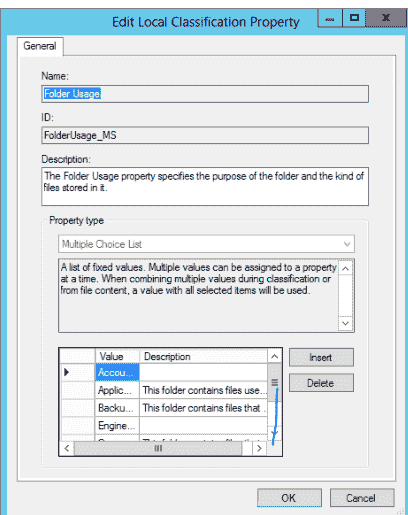 Edit Local Classification Property
General
Name:
Folder Usage
ID:
FolderUsage_MS
Description:
The Folder Usage property specifies the purpose of the folder and the kind of
files stored in it.
Property type
Multiple Choice List
A list of fixed values. Multiple values can be assigned to a property
at a time. When combining multiple values during classification or
from file content, a value with all selected items will be used.
Value Description
Accou...
Applic... This folder contains files use...
Backu... This folder contains files that ...
Engine...
Insert
Delete
OK Cancel